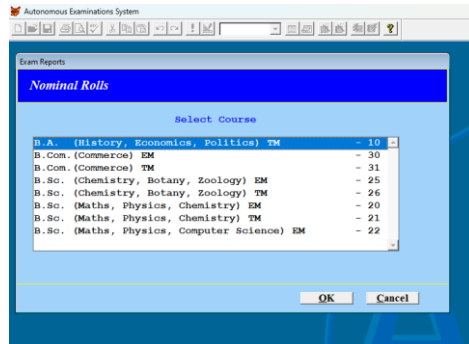 Autonomous Examinations System
Exam Reports
Nominal Rolls
Select Course
B.A. (History, Economics, Politics) TM - 10
B.Com.(Commerce) EM - 30
B.Com.(Commerce) TM - 31
B.Sc. (Chemistry, Botany, Zoology) EM - 25
B.Sc. (Chemistry, Botany, Zoology) TM - 26
B.Sc. (Maths, Physics, Chemistry) EM - 20
B.Sc. (Maths, Physics, Chemistry) TM - 21
B.Sc. (Maths, Physics, Computer Science) EM - 22
OK Cancel